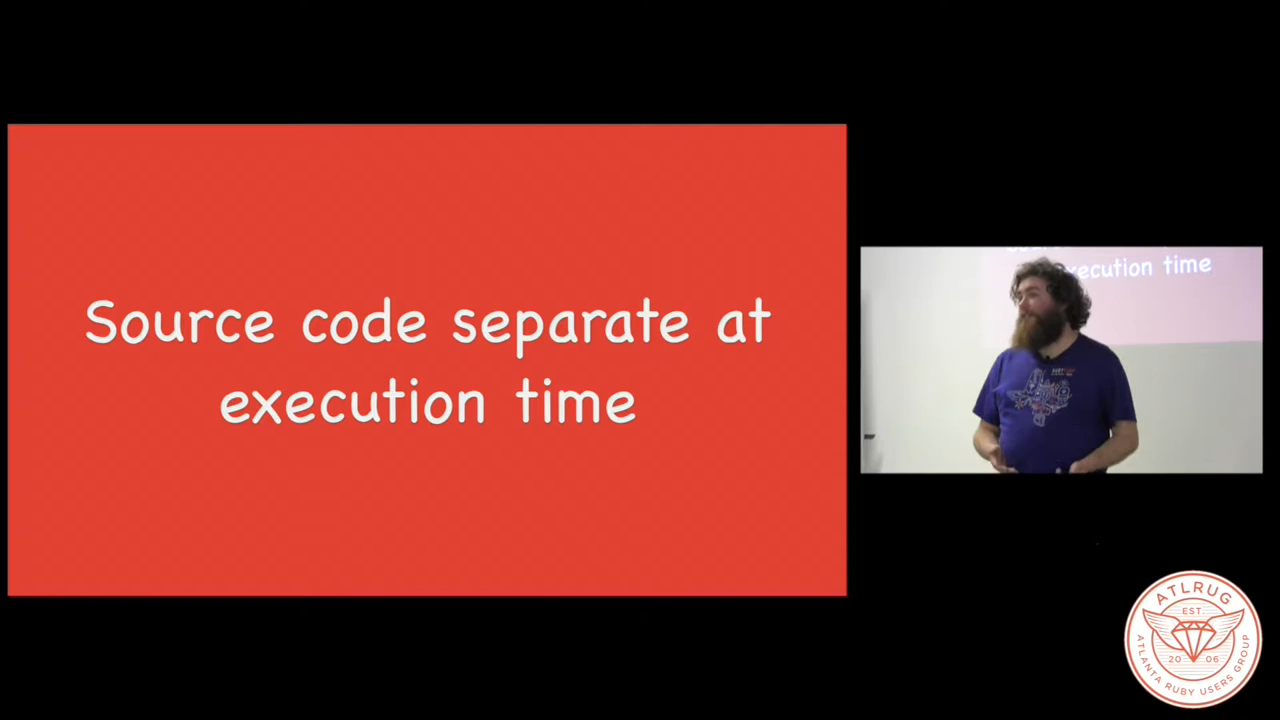 Source code separate at
execution time
execution time
ATLRUG
EST.
20 06
ATLANTA RUBY USERS GROUP